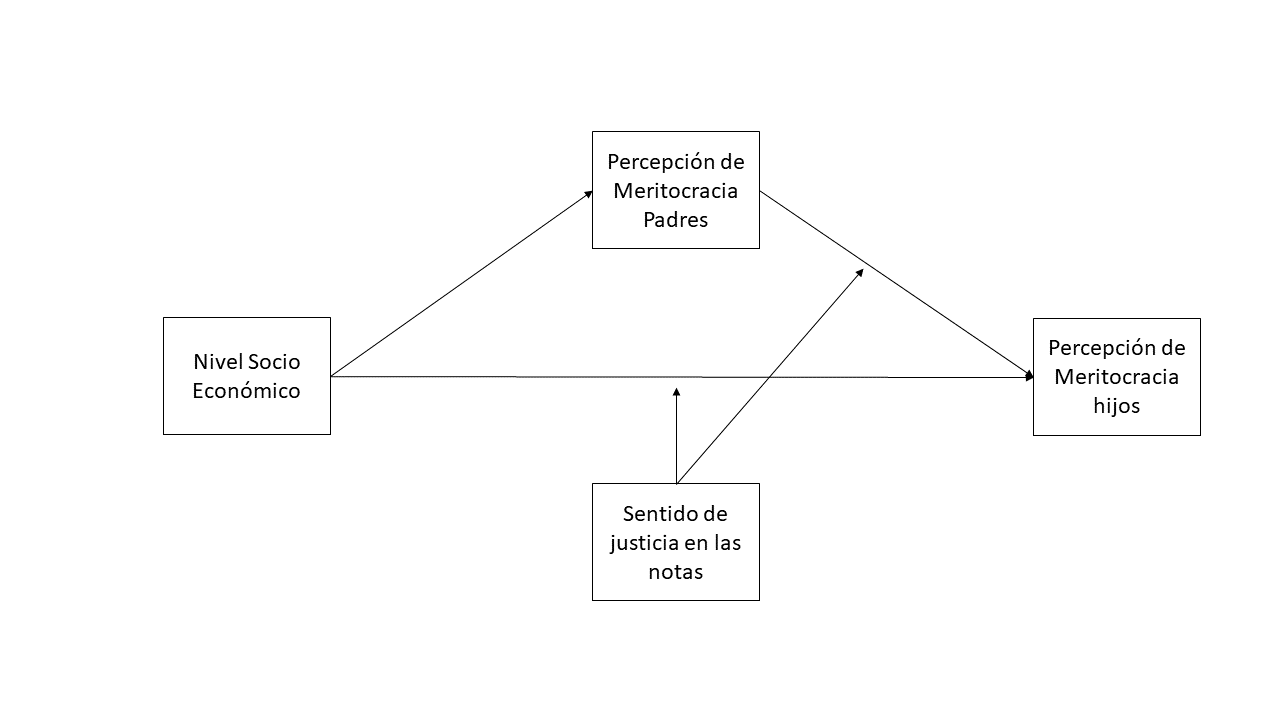 Percepción de
Meritocracia
Padres
Nivel Socio
Económico
Percepción de
Meritocracia
hijos
Sentido de
justicia en las
notas